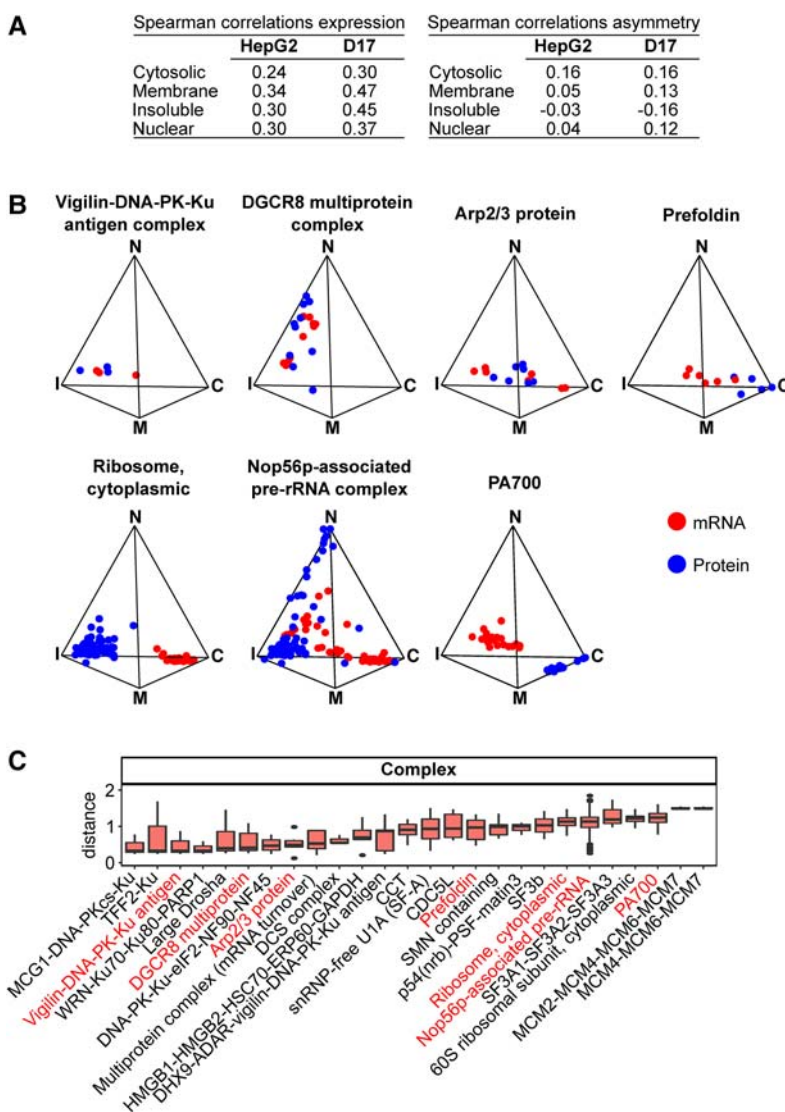 A
Spearman correlations expression
HepG2 D17
Cytosolic 0.24 0.30
Membrane 0.34 0.47
Insoluble 0.30 0.45
Nuclear 0.30 0.37
Spearman correlations asymmetry
HepG2 D17
Cytosolic 0.16 0.16
Membrane 0.05 0.13
Insoluble -0.03 -0.16
Nuclear 0.04 0.12
B
Vigilin-DNA-PK-Ku
antigen complex
N
I
C
M
DGCR8 multiprotein
complex
N
I
C
M
Arp2/3 protein
N
I
C
M
Prefoldin
N
I
C
M
Ribosome,
cytoplasmic
N
I
C
M
Nop56p-associated
pre-rRNA complex
N
I
C
M
PA700
N
I
C
M
mRNA
Protein
C
Complex
distance
2
1
0
MCG1-DNA-PKcs-Ku
TFF2-Ku
Vigilin-DNA-PK-Ku antigen
WRN-Ku70-Ku80-PARP1
Large Drosha
DGCR8 multiprotein
DNA-PK-Ku-eIF2-NF90-NF45
Arp2/3 protein
Multiprotein complex (mRNA turnover)
DCS complex
HMGB1-HMGB2-HSC70-ERP60-GAPDH
DHX9-ADAR-vigilin-DNA-PK-Ku antigen
CCT
snRNP-free U1A (SF-A)
CDC5L
Prefoldin
SMN containing
p54(nrb)-PSF-matrin3
SF3b
Ribosome, cytoplasmic
Nop56p-associated pre-rRNA
SF3A1-SF3A2-SF3A3
60S ribosomal subunit, cytoplasmic
PA700
MCM2-MCM4-MCM6-MCM7
MCM4-MCM6-MCM7